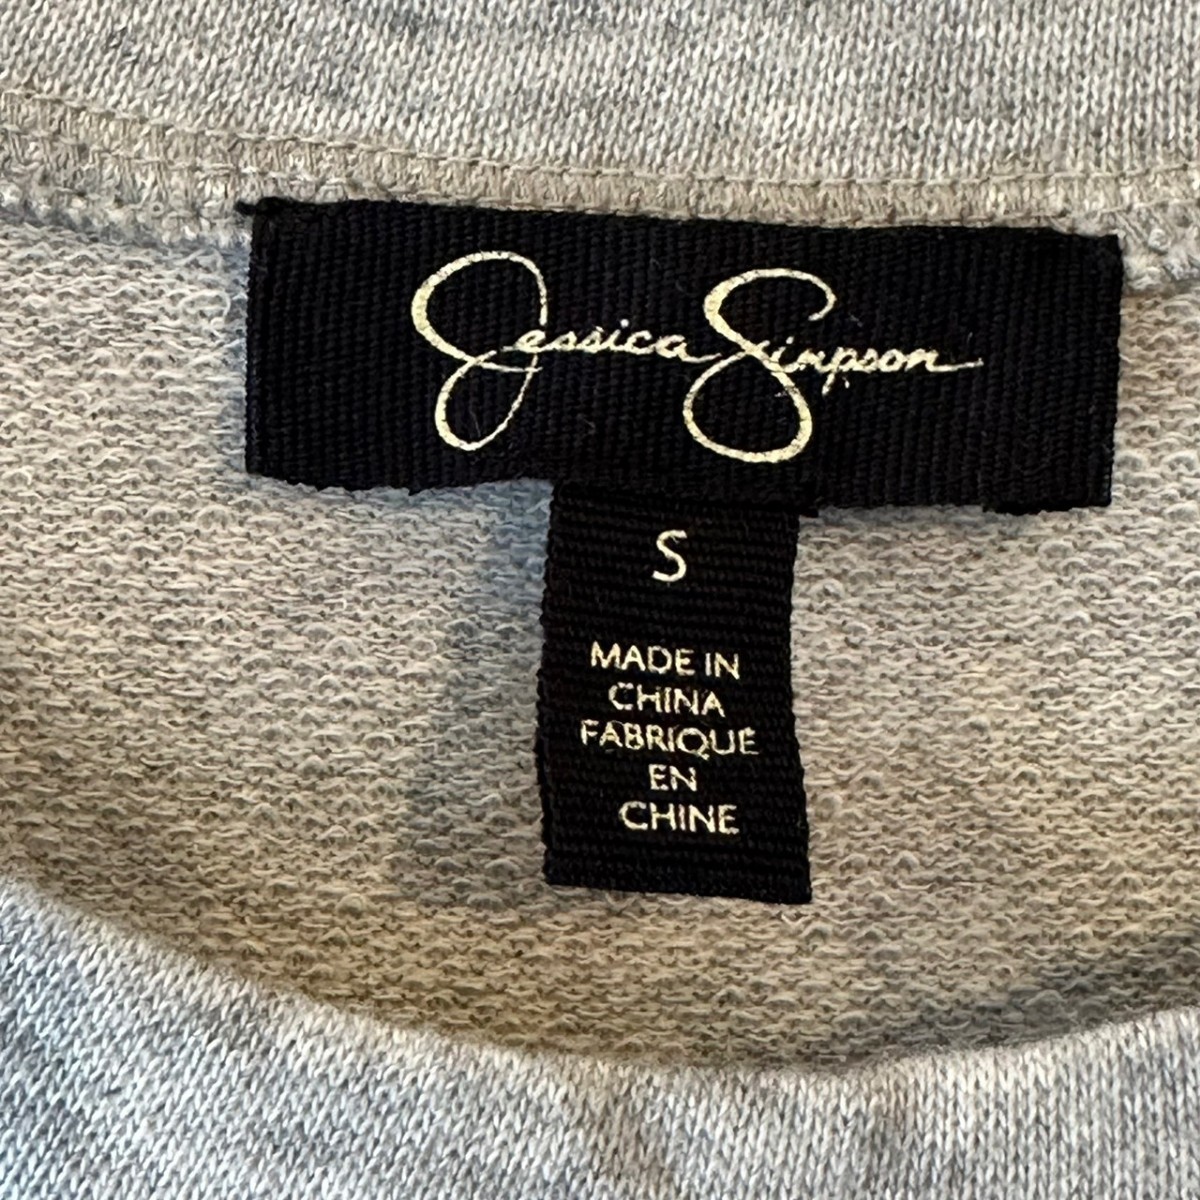 Jessica Simpson
S
MADE IN
CHINA
FABRIQUE
EN
CHINE